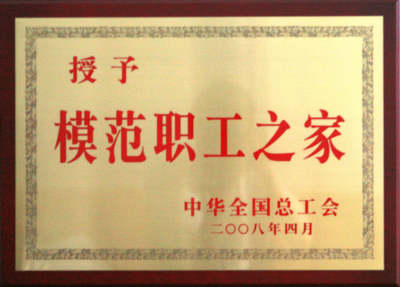 授予
模范职工之家
中华全国总工会
二〇〇八年四月